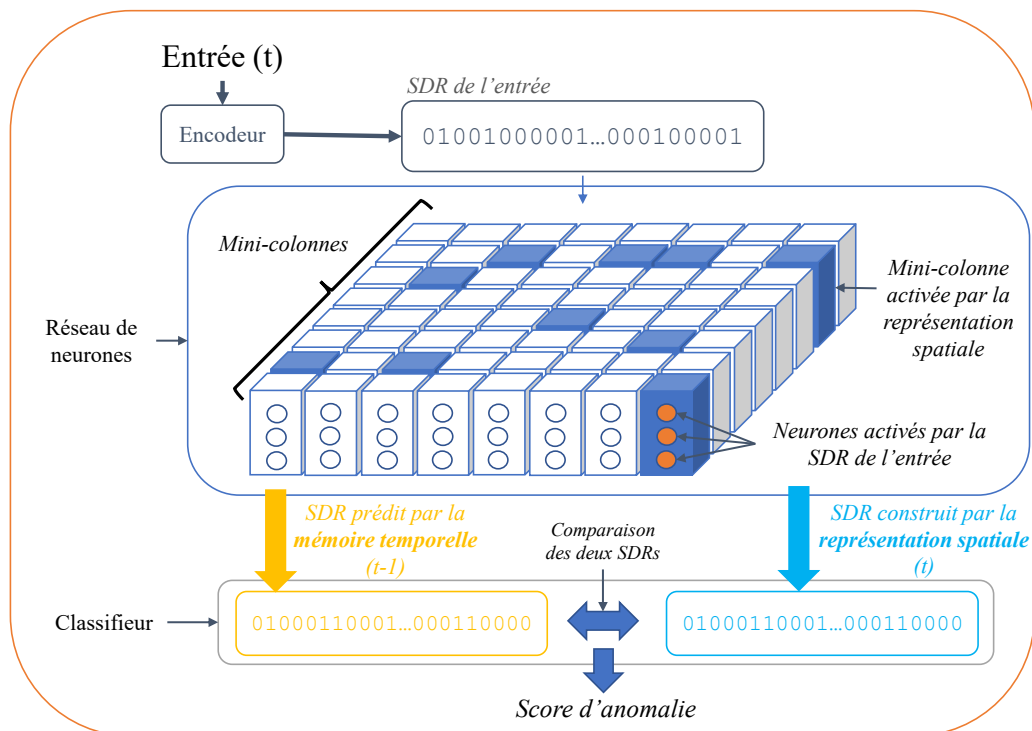 Entrée (t)
SDR de l'entrée
Encodeur
01001000001…000100001
Mini-colonnes
Mini-colonne
activée par la
représentation
spatiale
Réseau de
neurones
Neurones activés par la
SDR de l'entrée
SDR prédit par la
mémoire temporelle
(t-1)
Comparaison
des deux SDRs
SDR construit par la
représentation spatiale
(t)
Classifieur
01000110001…000110000
01000110001…000110000
Score d'anomalie